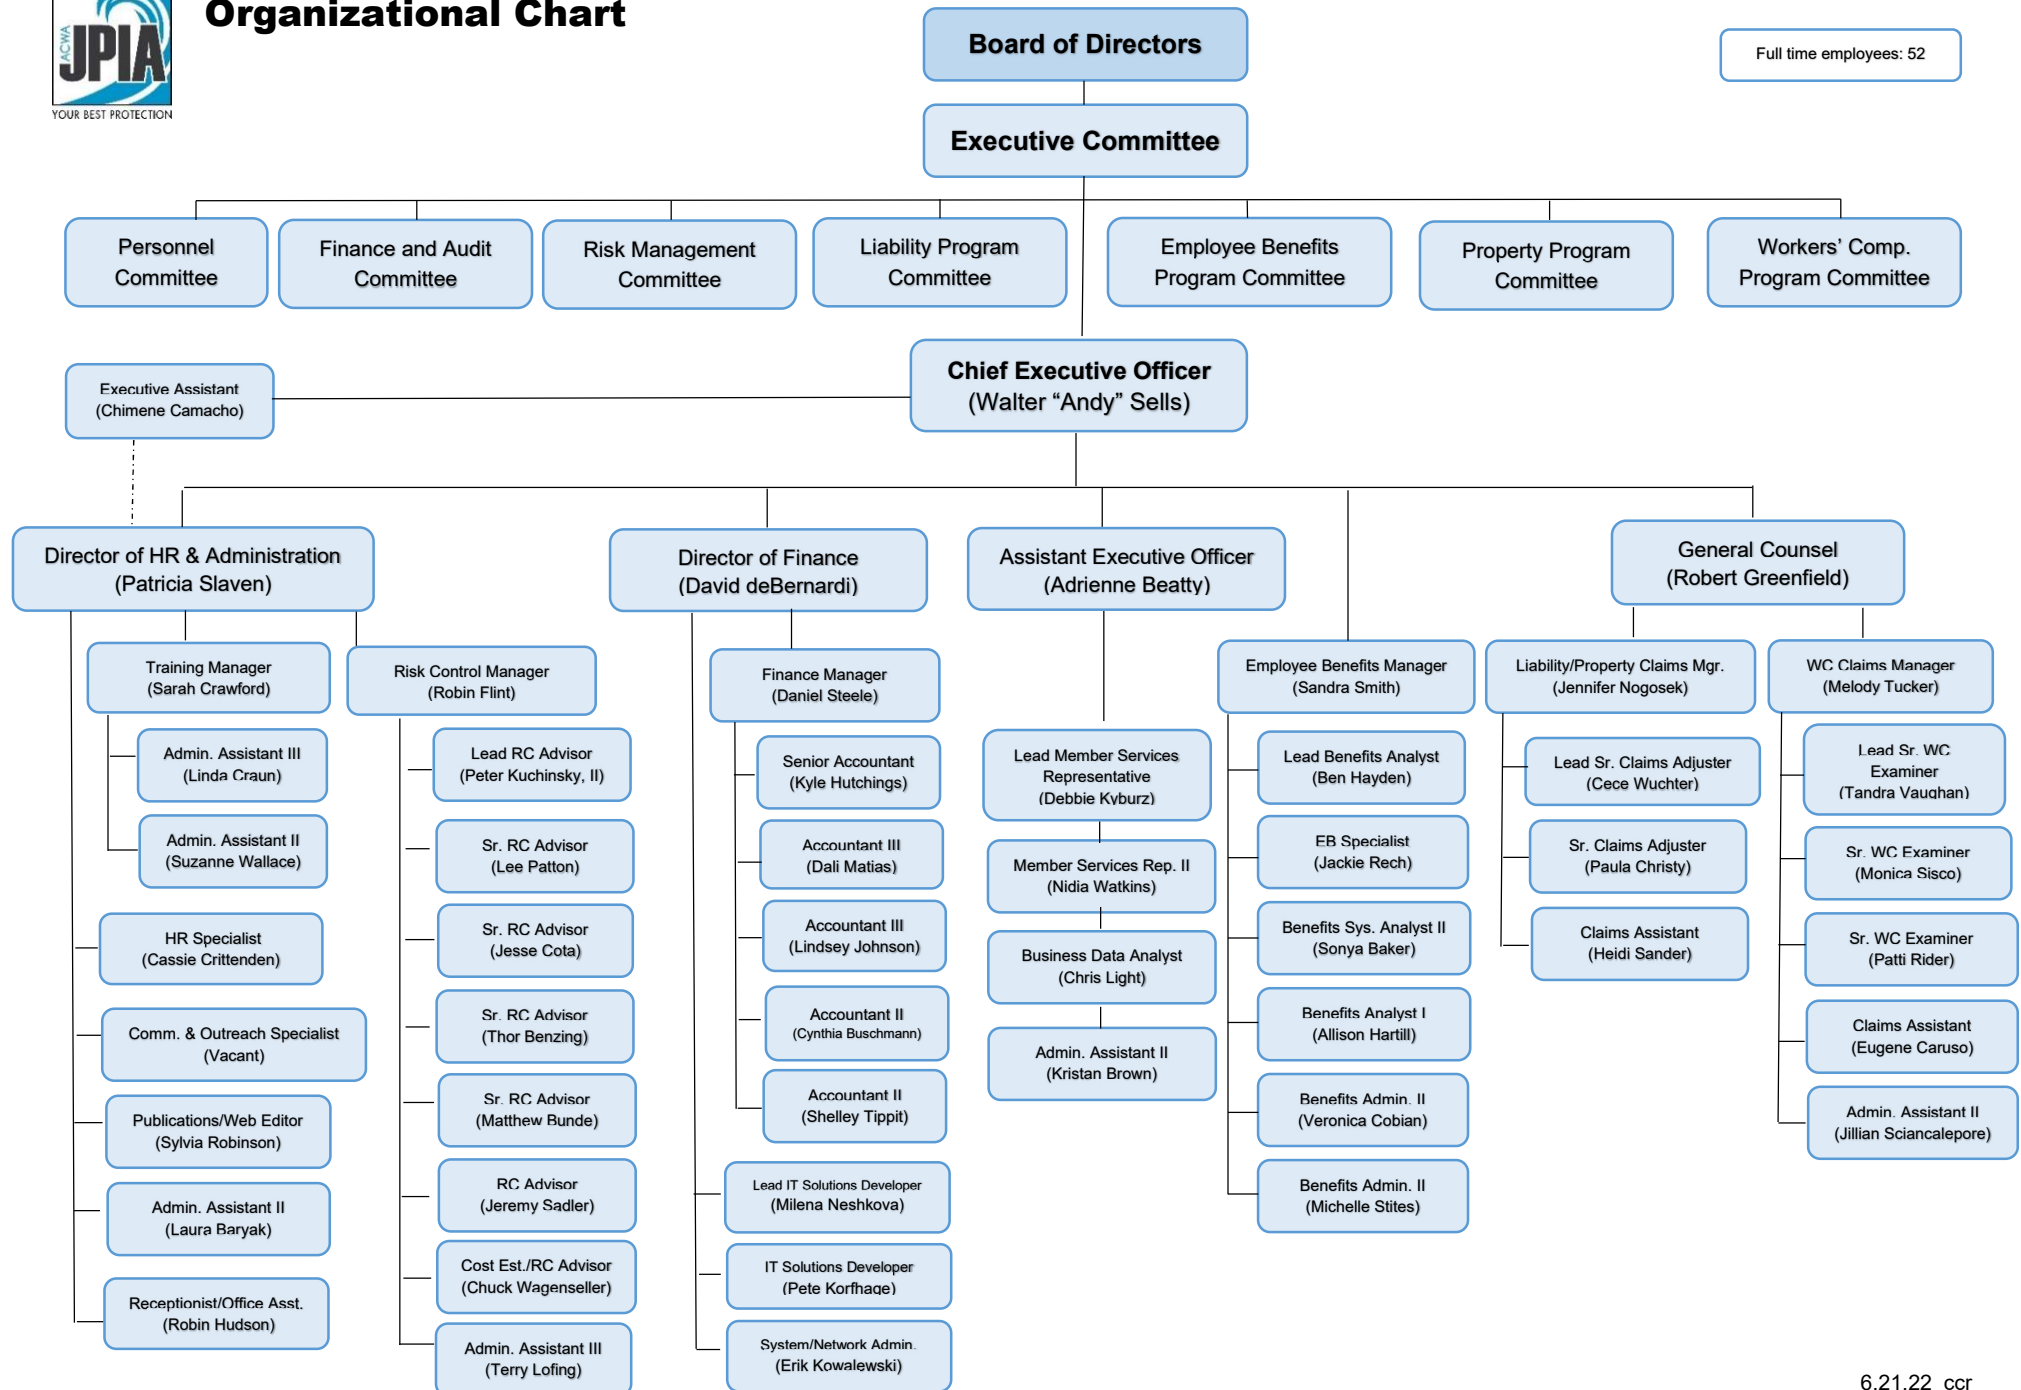 Organizational Chart
ACWA
JPIA
YOUR BEST PROTECTION
Board of Directors
Full time employees: 52
Executive Committee
Personnel
Committee
Finance and Audit
Committee
Risk Management
Committee
Liability Program
Committee
Employee Benefits
Program Committee
Property Program
Committee
Workers’ Comp.
Program Committee
Chief Executive Officer
(Walter “Andy” Sells)
Executive Assistant
(Chimene Camacho)
Director of HR & Administration
(Patricia Slaven)
Director of Finance
(David deBernardi)
Assistant Executive Officer
(Adrienne Beatty)
General Counsel
(Robert Greenfield)
Training Manager
(Sarah Crawford)
Admin. Assistant III
(Linda Craun)
Admin. Assistant II
(Suzanne Wallace)
HR Specialist
(Cassie Crittenden)
Comm. & Outreach Specialist
(Vacant)
Publications/Web Editor
(Sylvia Robinson)
Admin. Assistant II
(Laura Baryak)
Receptionist/Office Asst.
(Robin Hudson)
Risk Control Manager
(Robin Flint)
Lead RC Advisor
(Peter Kuchinsky, II)
Sr. RC Advisor
(Lee Patton)
Sr. RC Advisor
(Jesse Cota)
Sr. RC Advisor
(Thor Benzing)
Sr. RC Advisor
(Matthew Bunde)
RC Advisor
(Jeremy Sadler)
Cost Est./RC Advisor
(Chuck Wagenseller)
Admin. Assistant III
(Terry Lofing)
Finance Manager
(Daniel Steele)
Senior Accountant
(Kyle Hutchings)
Accountant III
(Dali Matias)
Accountant III
(Lindsey Johnson)
Accountant II
(Cynthia Buschmann)
Accountant II
(Shelley Tippit)
Lead IT Solutions Developer
(Milena Neshkova)
IT Solutions Developer
(Pete Korfhage)
System/Network Admin.
(Erik Kowalewski)
Lead Member Services
Representative
(Debbie Kyburz)
Member Services Rep. II
(Nidia Watkins)
Business Data Analyst
(Chris Light)
Admin. Assistant II
(Kristan Brown)
Employee Benefits Manager
(Sandra Smith)
Lead Benefits Analyst
(Ben Hayden)
EB Specialist
(Jackie Rech)
Benefits Sys. Analyst II
(Sonya Baker)
Benefits Analyst I
(Allison Hartill)
Benefits Admin. II
(Veronica Cobian)
Benefits Admin. II
(Michelle Stites)
Liability/Property Claims Mgr.
(Jennifer Nogosek)
Lead Sr. Claims Adjuster
(Cece Wuchter)
Sr. Claims Adjuster
(Paula Christy)
Claims Assistant
(Heidi Sander)
WC Claims Manager
(Melody Tucker)
Lead Sr. WC
Examiner
(Tandra Vaughan)
Sr. WC Examiner
(Monica Sisco)
Sr. WC Examiner
(Patti Rider)
Claims Assistant
(Eugene Caruso)
Admin. Assistant II
(Jillian Sciancalepore)
6.21.22 ccr